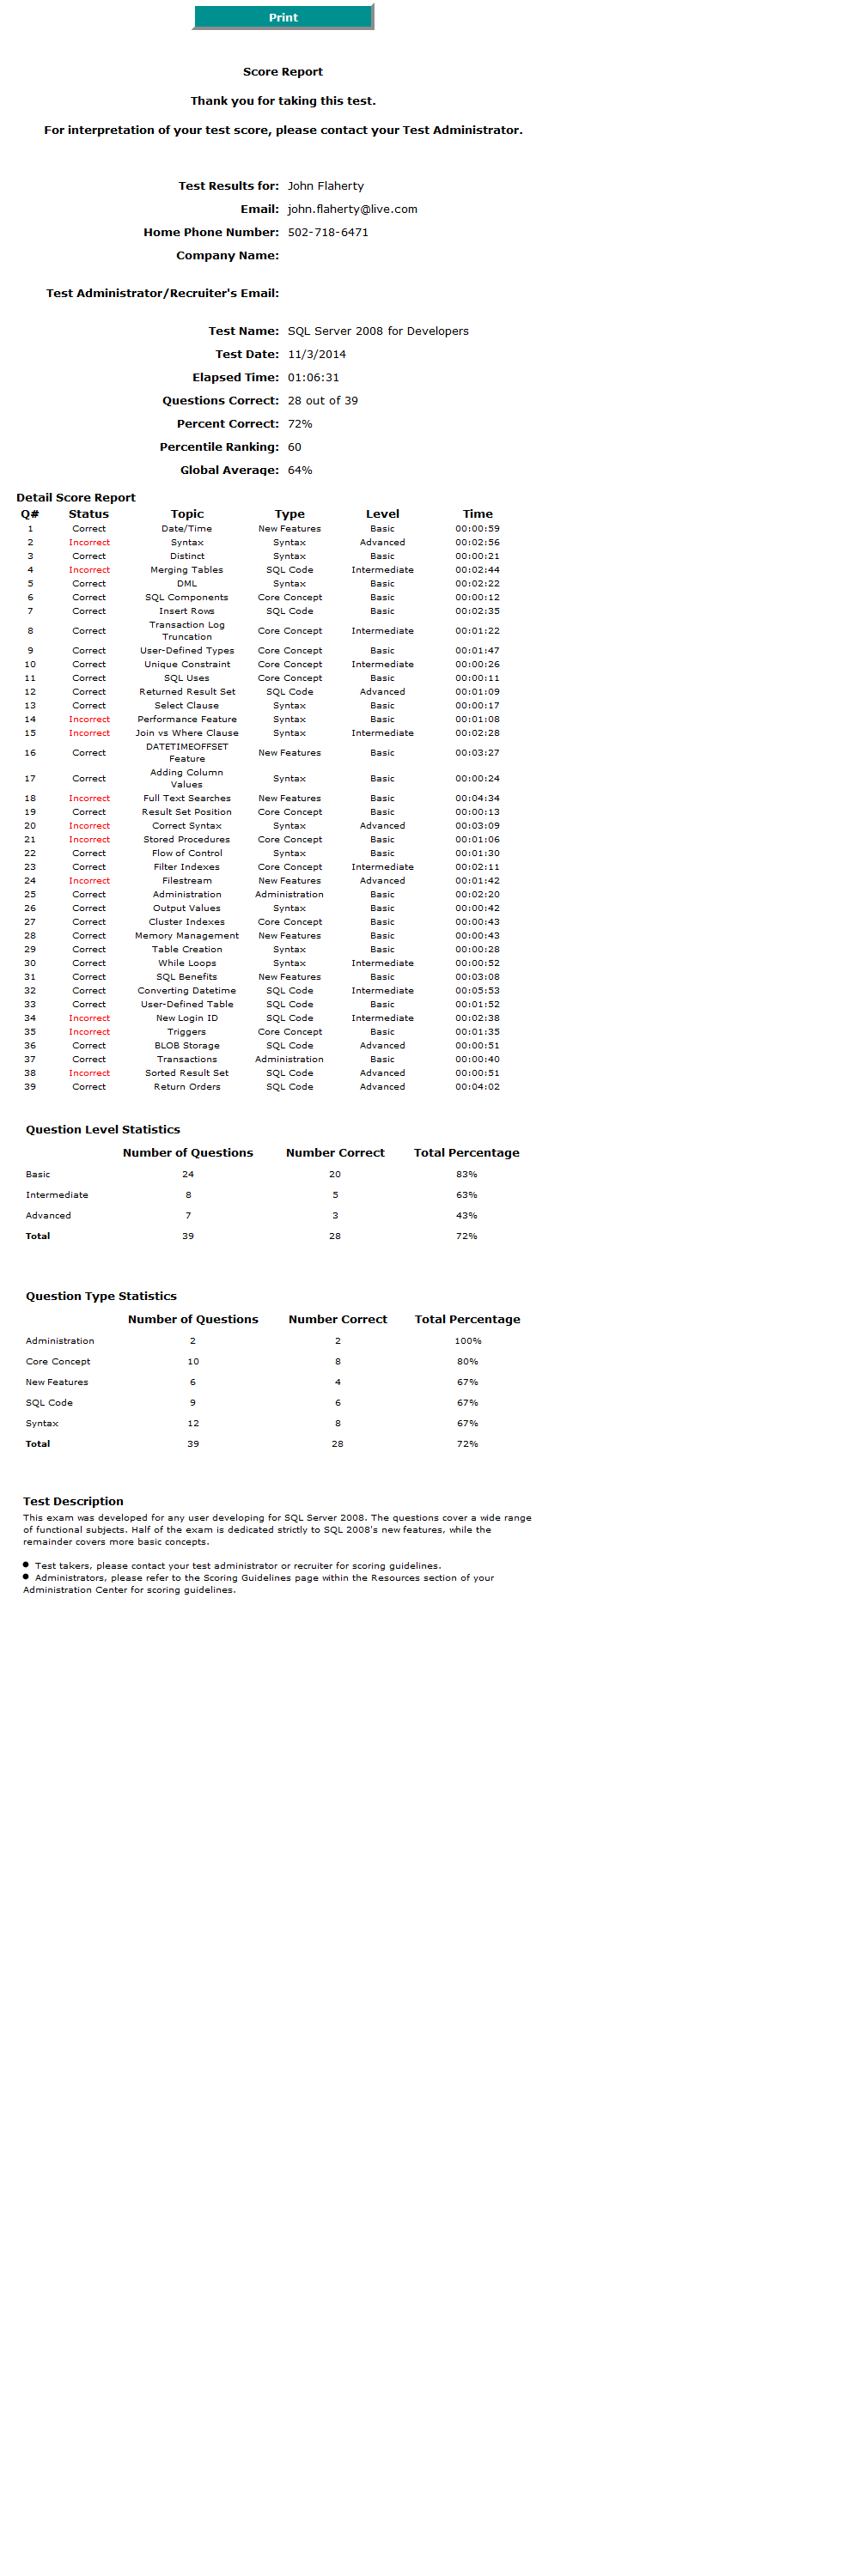 Print
Score Report
Thank you for taking this test.
For interpretation of your test score, please contact your Test Administrator.
Test Results for: John Flaherty
Email: john.flaherty@live.com
Home Phone Number: 502-718-6471
Company Name:
Test Administrator/Recruiter's Email:
Test Name: SQL Server 2008 for Developers
Test Date: 11/3/2014
Elapsed Time: 01:06:31
Questions Correct: 28 out of 39
Percent Correct: 72%
Percentile Ranking: 60
Global Average: 64%
Detail Score Report
Q# Status Topic Type Level Time
1 Correct Date/Time New Features Basic 00:00:59
2 Incorrect Syntax Syntax Advanced 00:02:56
3 Correct Distinct Syntax Basic 00:00:21
4 Incorrect Merging Tables SQL Code Intermediate 00:02:44
5 Correct DML Syntax Basic 00:02:22
6 Correct SQL Components Core Concept Basic 00:00:12
7 Correct Insert Rows SQL Code Basic 00:02:35
8 Correct Transaction Log Truncation Core Concept Intermediate 00:01:22
9 Correct User-Defined Types Core Concept Basic 00:01:47
10 Correct Unique Constraint Core Concept Intermediate 00:00:26
11 Correct SQL Uses Core Concept Basic 00:00:11
12 Correct Returned Result Set SQL Code Advanced 00:01:09
13 Correct Select Clause Syntax Basic 00:00:17
14 Incorrect Performance Feature Syntax Basic 00:01:08
15 Incorrect Join vs Where Clause Syntax Intermediate 00:02:28
16 Correct DATETIMEOFFSET Feature New Features Basic 00:03:27
17 Correct Adding Column Values Syntax Basic 00:00:24
18 Incorrect Full Text Searches New Features Basic 00:04:34
19 Correct Result Set Position Core Concept Basic 00:00:13
20 Incorrect Correct Syntax Syntax Advanced 00:03:09
21 Incorrect Stored Procedures Core Concept Basic 00:01:06
22 Correct Flow of Control Syntax Basic 00:01:30
23 Correct Filter Indexes Core Concept Intermediate 00:02:11
24 Incorrect Filestream New Features Advanced 00:01:42
25 Correct Administration Administration Basic 00:02:20
26 Correct Output Values Syntax Basic 00:00:42
27 Correct Cluster Indexes Core Concept Basic 00:00:43
28 Correct Memory Management New Features Basic 00:00:43
29 Correct Table Creation Syntax Basic 00:00:28
30 Correct While Loops Syntax Intermediate 00:00:52
31 Correct SQL Benefits New Features Basic 00:03:08
32 Correct Converting Datetime SQL Code Intermediate 00:05:53
33 Correct User-Defined Table SQL Code Basic 00:01:52
34 Incorrect New Login ID SQL Code Intermediate 00:02:38
35 Incorrect Triggers Core Concept Basic 00:01:35
36 Correct BLOB Storage SQL Code Advanced 00:00:51
37 Correct Transactions Administration Basic 00:00:40
38 Incorrect Sorted Result Set SQL Code Advanced 00:00:51
39 Correct Return Orders SQL Code Advanced 00:04:02
Question Level Statistics
Number of Questions Number Correct Total Percentage
Basic 24 20 83%
Intermediate 8 5 63%
Advanced 7 3 43%
Total 39 28 72%
Question Type Statistics
Number of Questions Number Correct Total Percentage
Administration 2 2 100%
Core Concept 10 8 80%
New Features 6 4 67%
SQL Code 9 6 67%
Syntax 12 8 67%
Total 39 28 72%
Test Description
This exam was developed for any user developing for SQL Server 2008. The questions cover a wide range
of functional subjects. Half of the exam is dedicated strictly to SQL 2008's new features, while the
remainder covers more basic concepts.
● Test takers, please contact your test administrator or recruiter for scoring guidelines.
● Administrators, please refer to the Scoring Guidelines page within the Resources section of your
Administration Center for scoring guidelines.